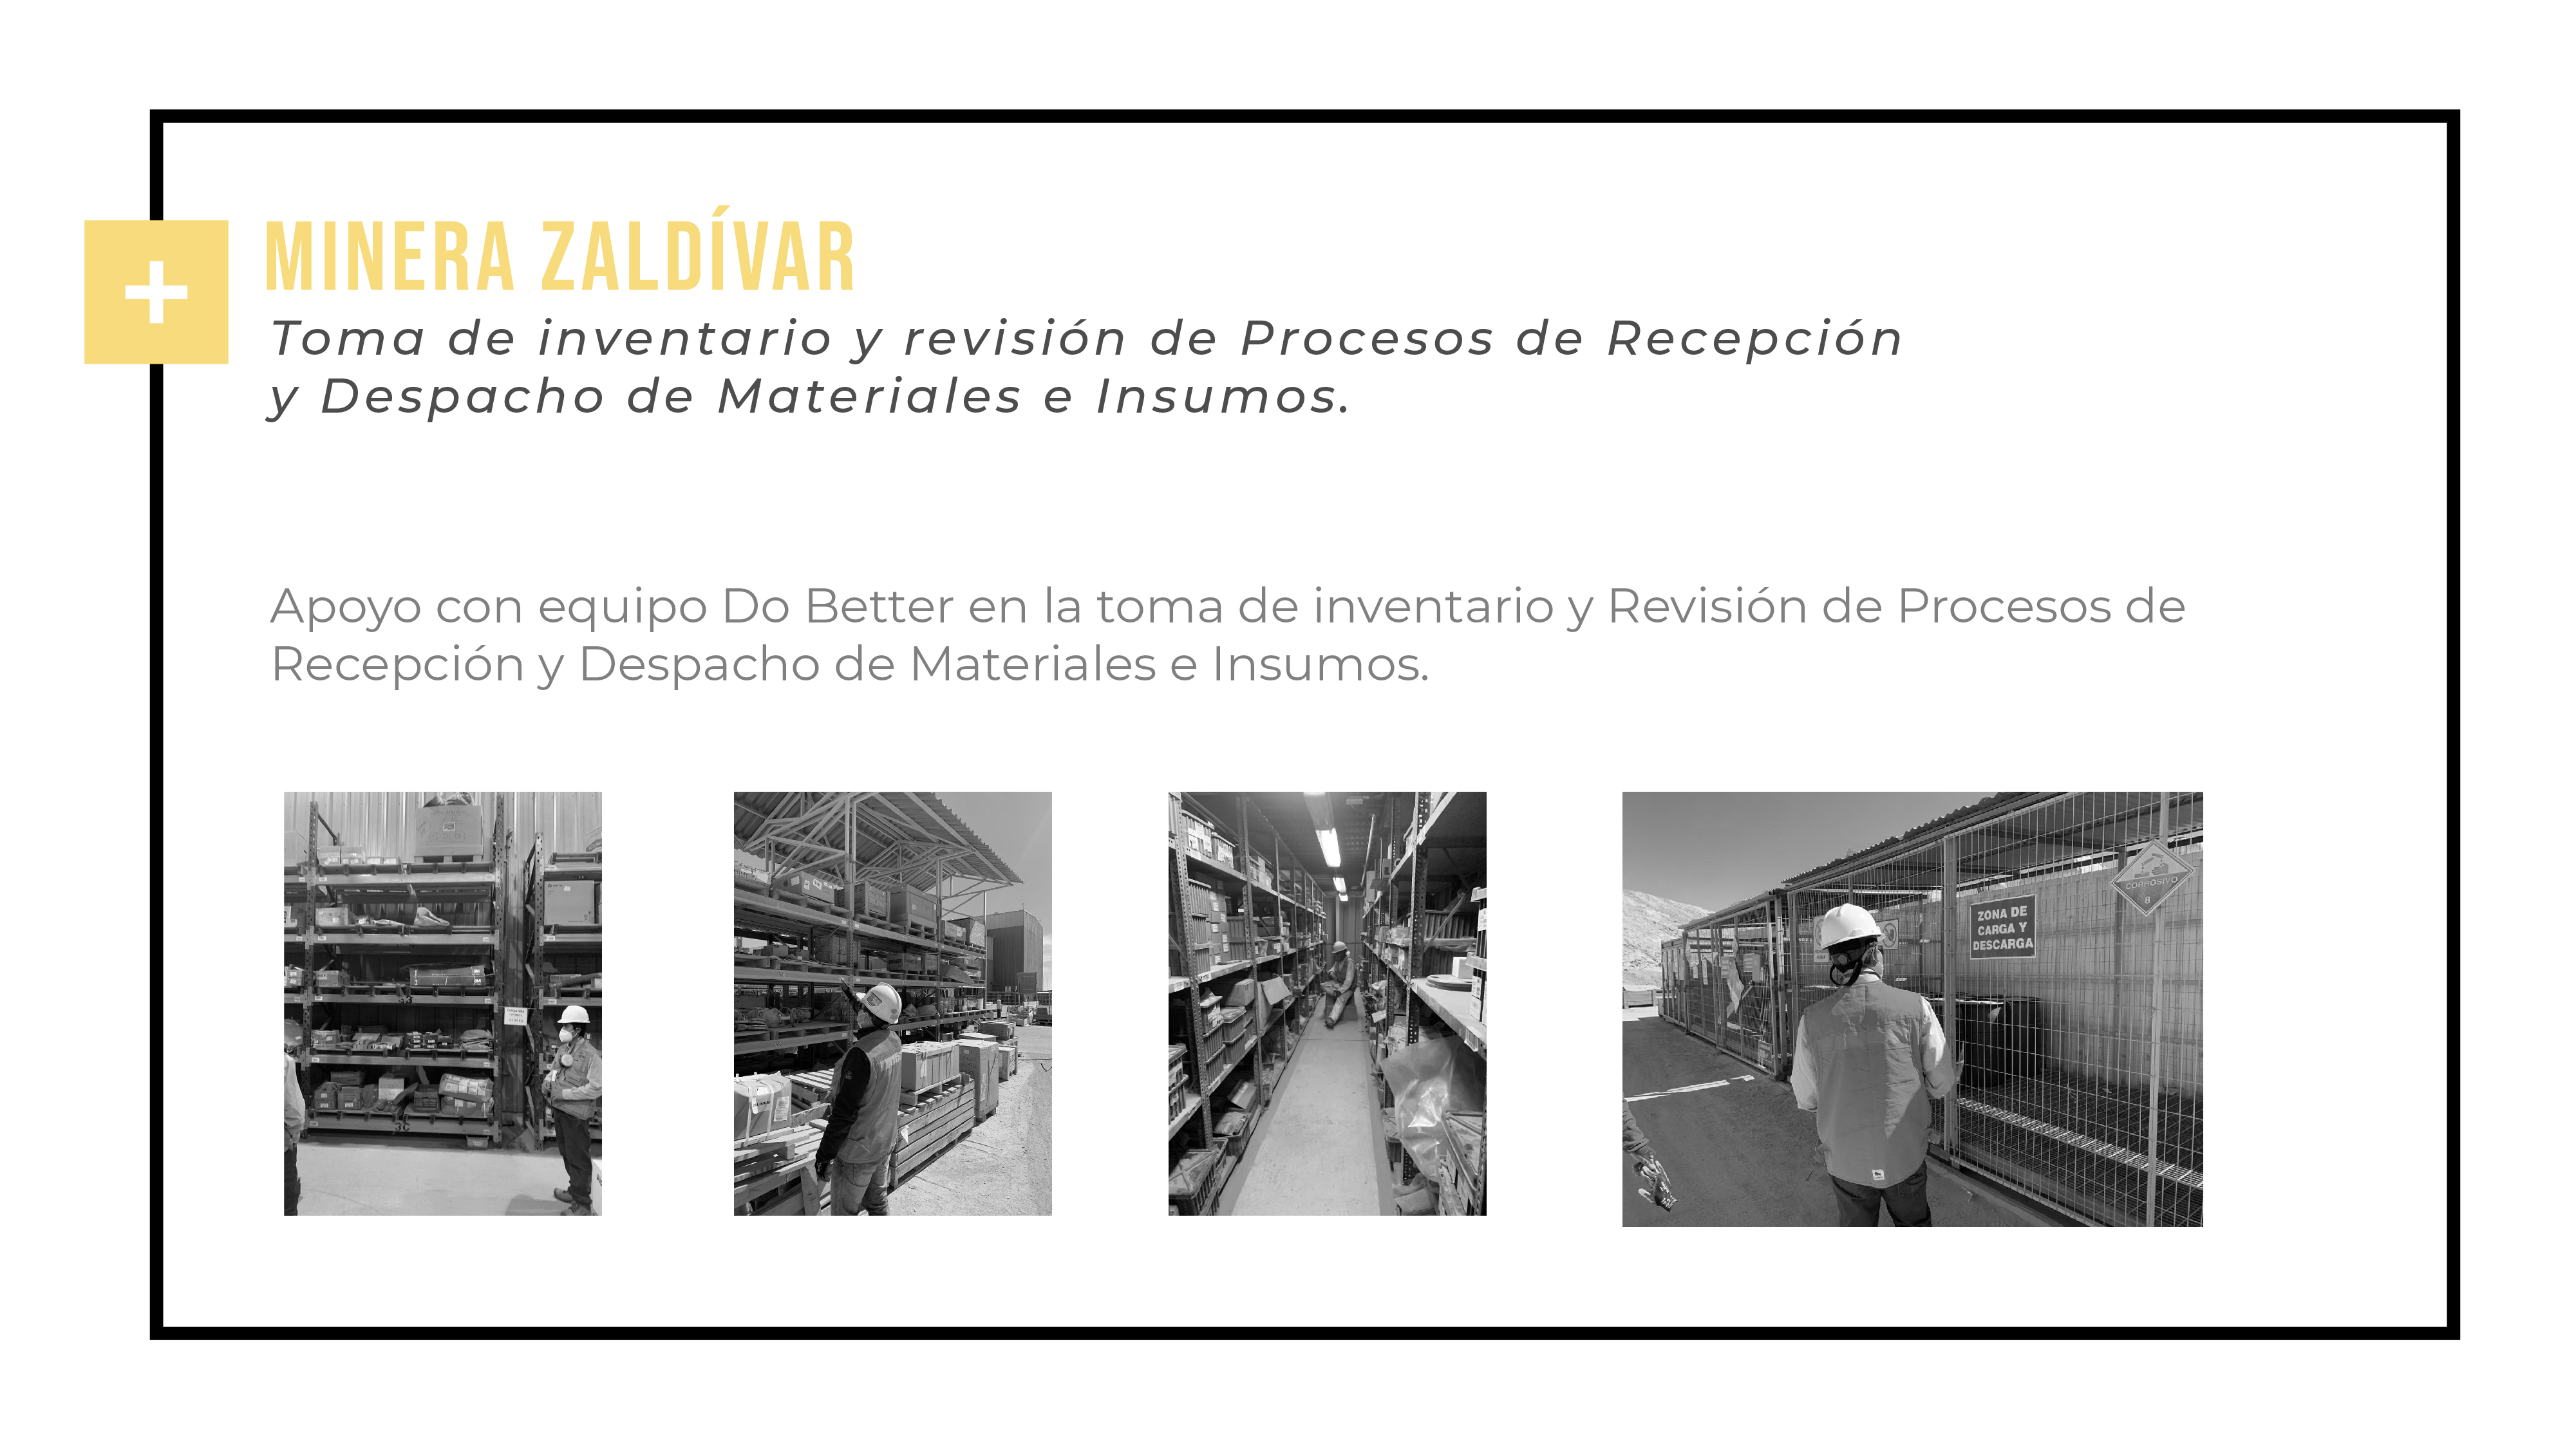 MINERA ZALDÍVAR
Toma de inventario y revisión de Procesos de Recepción
y Despacho de Materiales e Insumos.
Apoyo con equipo Do Better en la toma de inventario y Revisión de Procesos de
Recepción y Despacho de Materiales e Insumos.
3C
ZONA DE
CARGA Y
DESCARGA
CORROSIVO
8